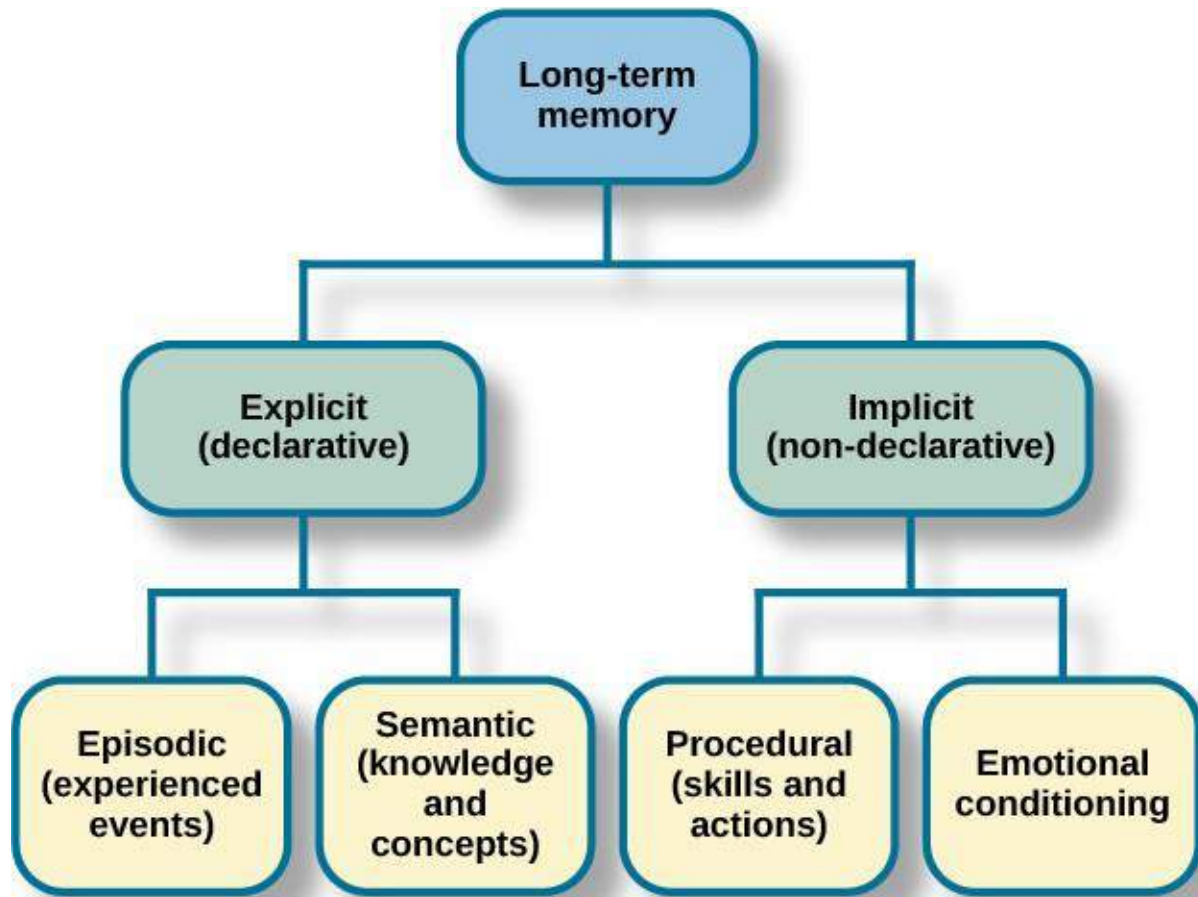 Long-term
memory
Explicit
(declarative)
Implicit
(non-declarative)
Episodic
(experienced
events)
Semantic
(knowledge
and
concepts)
Procedural
(skills and
actions)
Emotional
conditioning